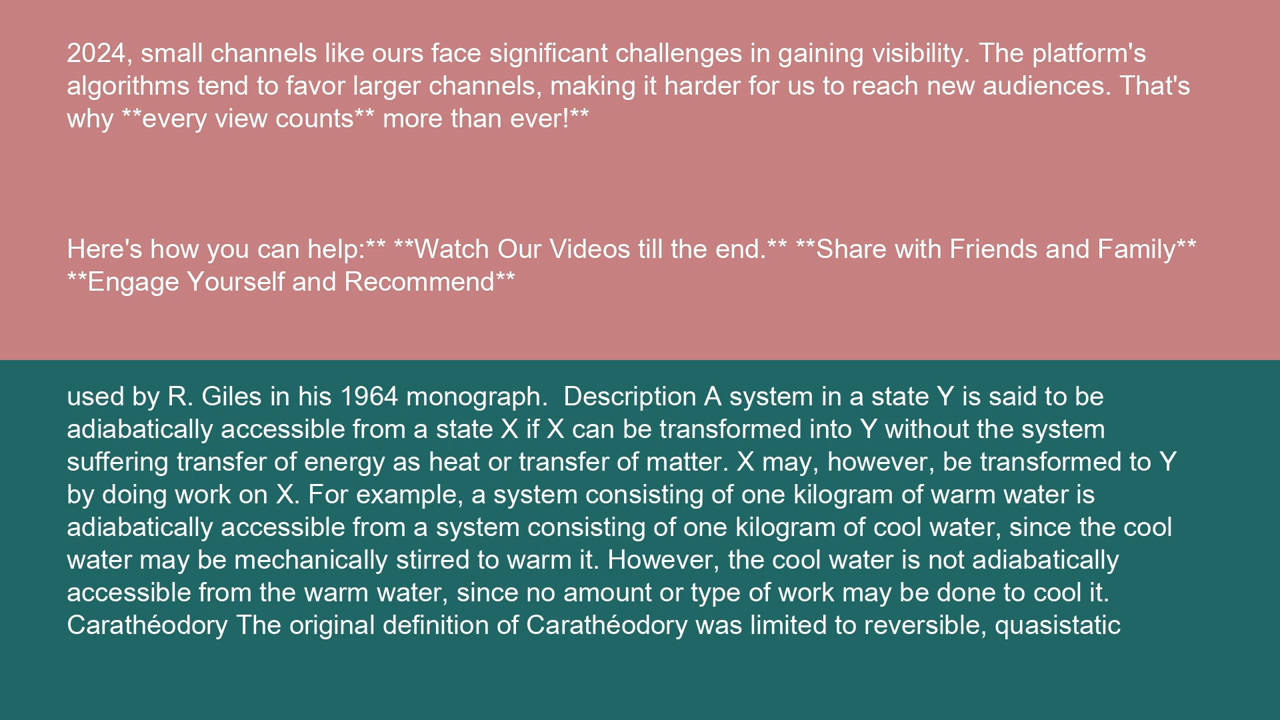 2024, small channels like ours face significant challenges in gaining visibility. The platform's
algorithms tend to favor larger channels, making it harder for us to reach new audiences. That's
why **every view counts** more than ever!**
Here's how you can help:** **Watch Our Videos till the end.** **Share with Friends and Family**
**Engage Yourself and Recommend**
used by R. Giles in his 1964 monograph.  Description A system in a state Y is said to be
adiabatically accessible from a state X if X can be transformed into Y without the system
suffering transfer of energy as heat or transfer of matter. X may, however, be transformed to Y
by doing work on X. For example, a system consisting of one kilogram of warm water is
adiabatically accessible from a system consisting of one kilogram of cool water, since the cool
water may be mechanically stirred to warm it. However, the cool water is not adiabatically
accessible from the warm water, since no amount or type of work may be done to cool it.
Carathéodory The original definition of Carathéodory was limited to reversible, quasistatic